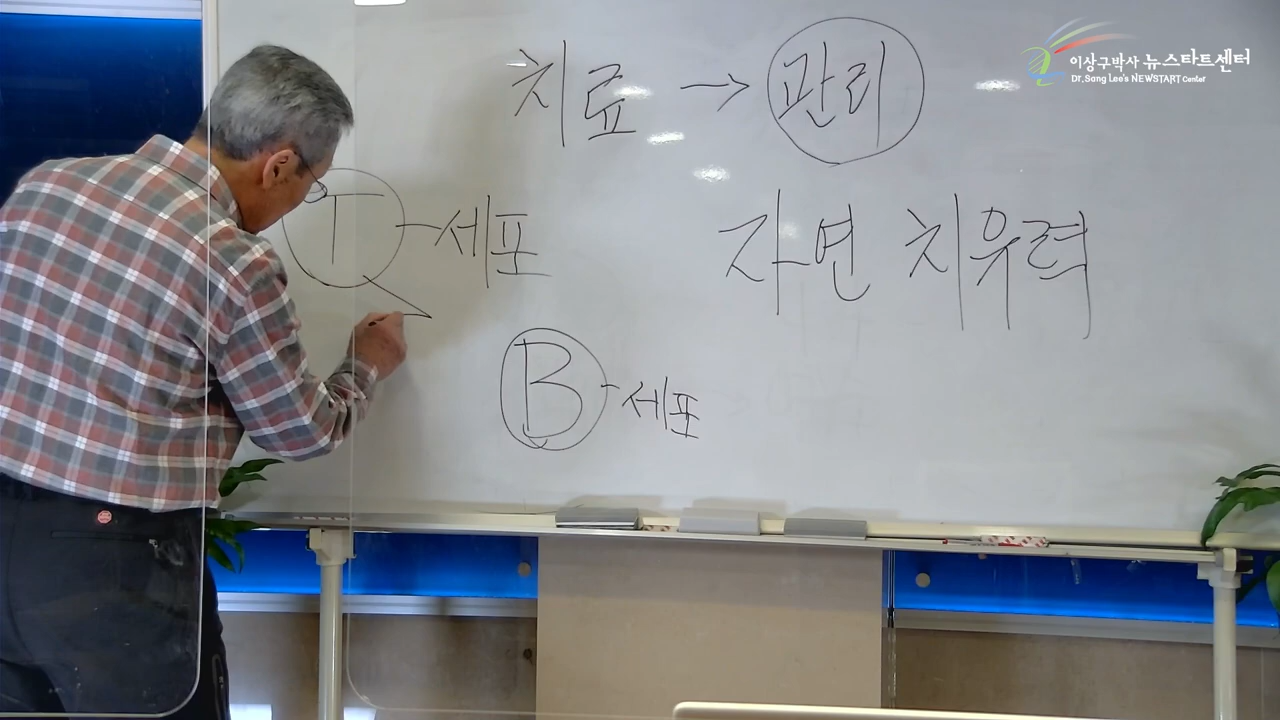 이상구박사 뉴스타트센터
Dr. Sang Lee's NEWSTART Center
치료 → 관리
T-세포
자연 치유력
B-세포